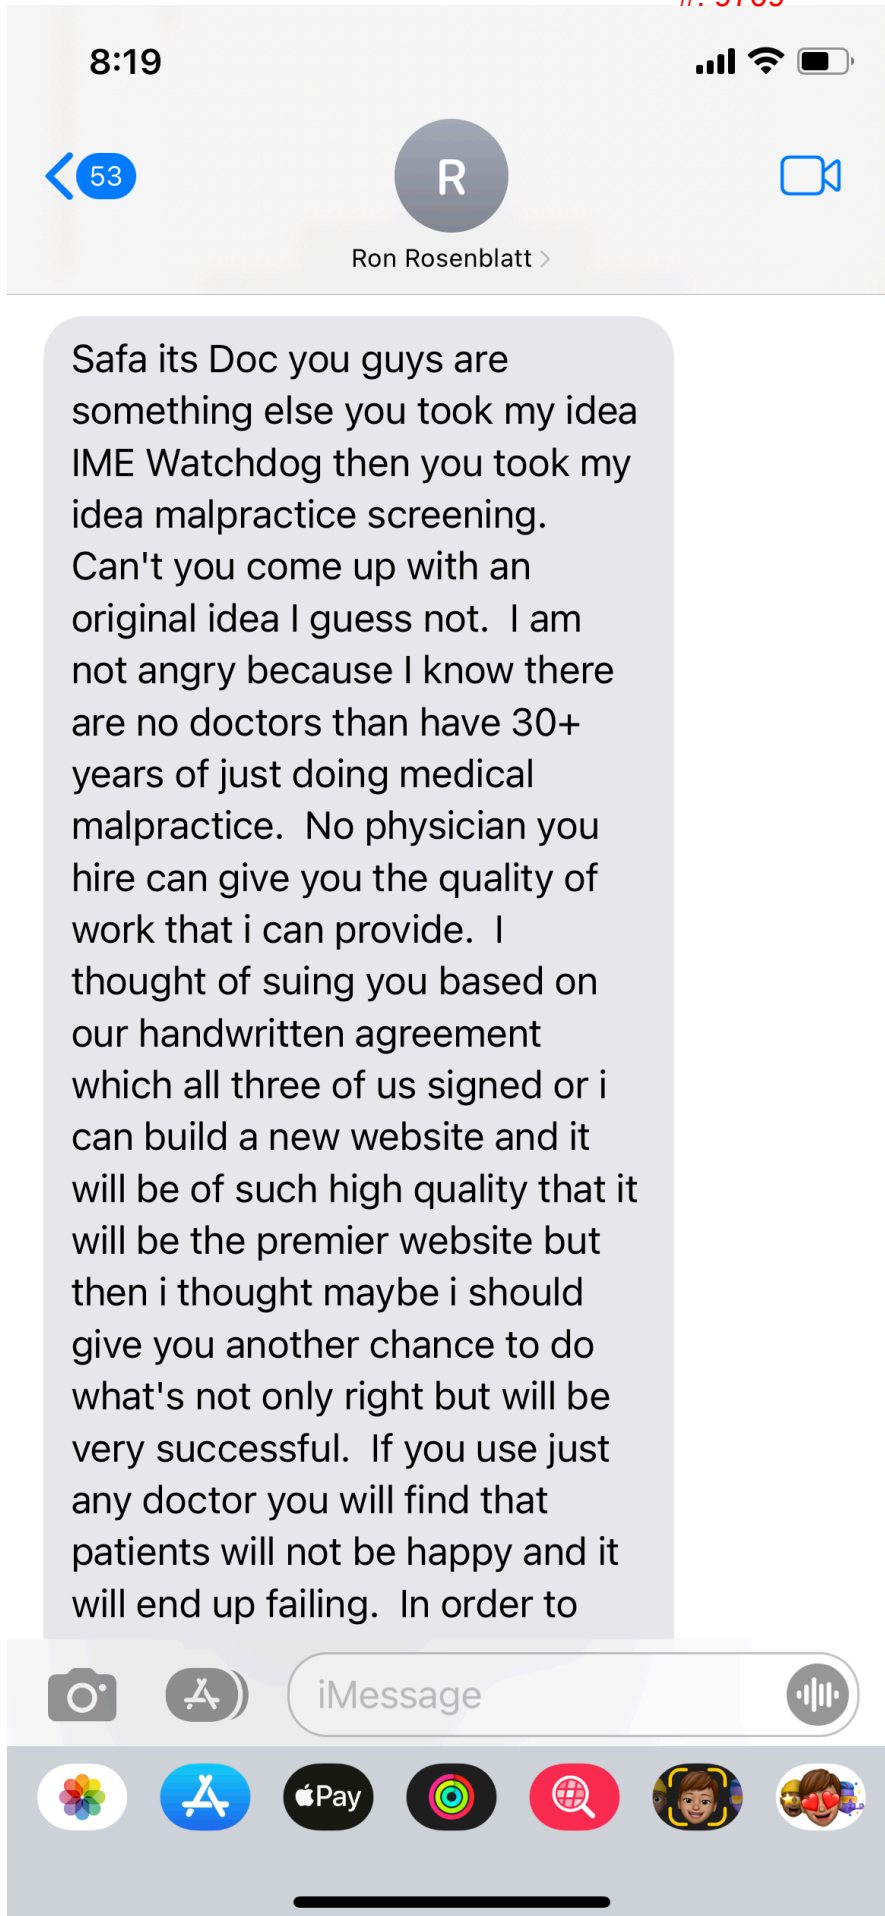 8:19
53
R
Ron Rosenblatt
Safa its Doc you guys are
something else you took my idea
IME Watchdog then you took my
idea malpractice screening.
Can't you come up with an
original idea I guess not.  I am
not angry because I know there
are no doctors than have 30+
years of just doing medical
malpractice.  No physician you
hire can give you the quality of
work that i can provide.  I
thought of suing you based on
our handwritten agreement
which all three of us signed or i
can build a new website and it
will be of such high quality that it
will be the premier website but
then i thought maybe i should
give you another chance to do
what's not only right but will be
very successful.  If you use just
any doctor you will find that
patients will not be happy and it
will end up failing.  In order to
iMessage
Pay